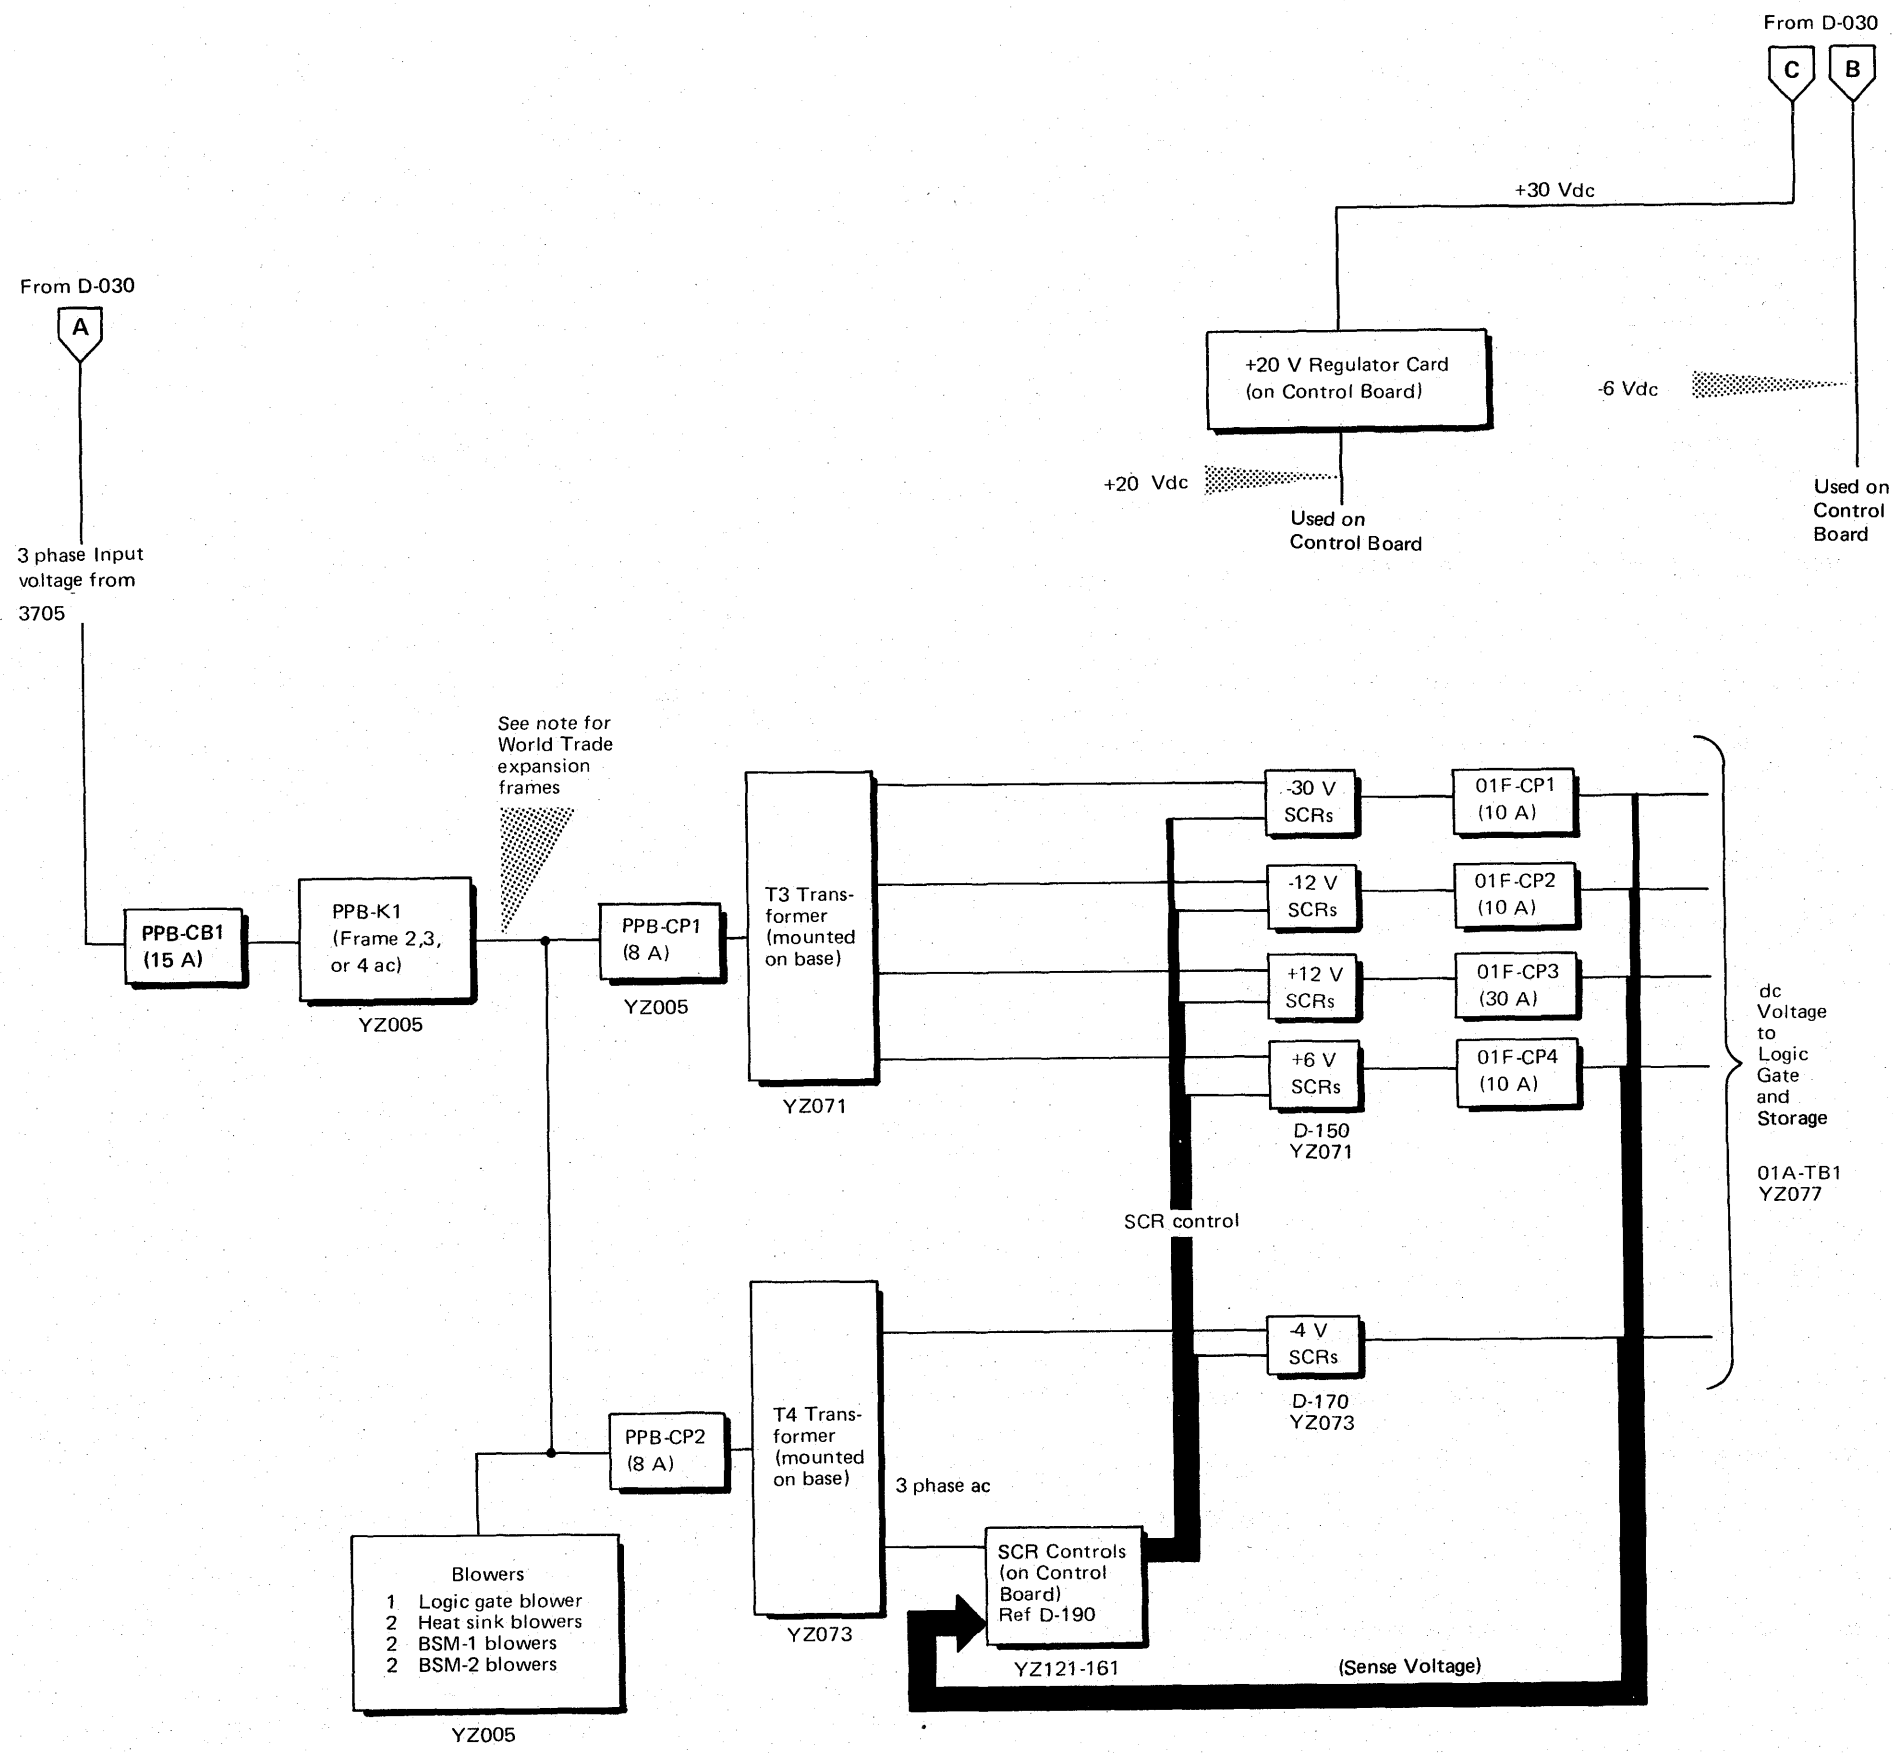 From D-030
C
B
+30 Vdc
From D-030
A
+20 V Regulator Card
(on Control Board)
-6 Vdc
+20 Vdc
Used on
Control Board
Used on
Control
Board
3 phase Input
voltage from
3705
See note for
World Trade
expansion
frames
PPB-CB1
(15 A)
PPB-K1
(Frame 2,3,
or 4 ac)
YZ005
PPB-CP1
(8 A)
YZ005
T3 Trans-
former
(mounted
on base)
YZ071
-30 V
SCRs
01F-CP1
(10 A)
-12 V
SCRs
01F-CP2
(10 A)
+12 V
SCRs
01F-CP3
(30 A)
+6 V
SCRs
01F-CP4
(10 A)
D-150
YZ071
dc
Voltage
to
Logic
Gate
and
Storage
01A-TB1
YZ077
SCR control
-4 V
SCRs
D-170
YZ073
PPB-CP2
(8 A)
T4 Trans-
former
(mounted
on base)
YZ073
3 phase ac
SCR Controls
(on Control
Board)
Ref D-190
YZ121-161
(Sense Voltage)
Blowers
1 Logic gate blower
2 Heat sink blowers
2 BSM-1 blowers
2 BSM-2 blowers
YZ005